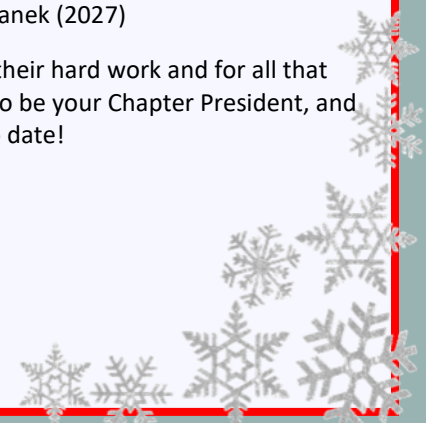 anek (2027)
their hard work and for all that
o be your Chapter President, and
date!